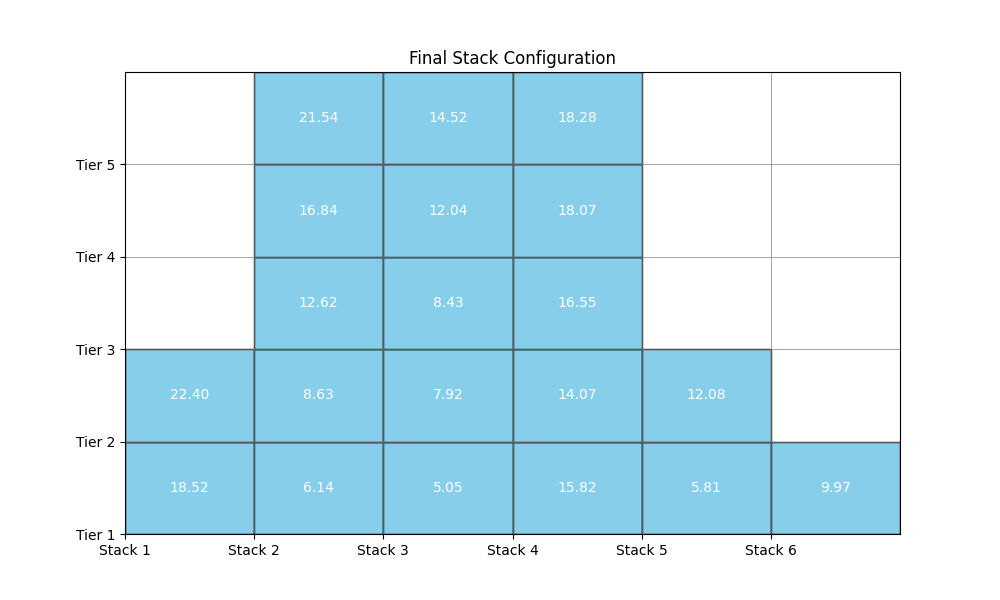 Final Stack Configuration
21.54 14.52 18.28
Tier 5
16.84 12.04 18.07
Tier 4
12.62 8.43 16.55
Tier 3
22.40 8.63 7.92 14.07 12.08
Tier 2
18.52 6.14 5.05 15.82 5.81 9.97
Tier 1
Stack 1 Stack 2 Stack 3 Stack 4 Stack 5 Stack 6